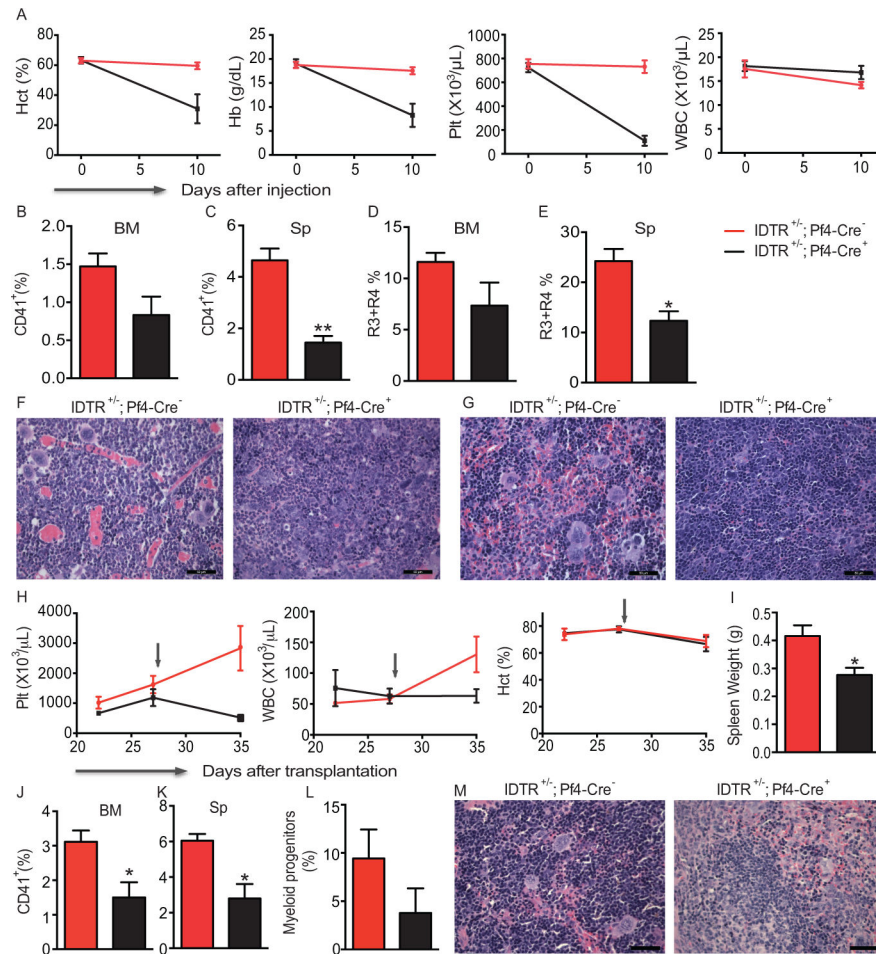 A
Hct (%)
80
60
40
20
0
0 5 10
Hb (g/dL)
25
20
15
10
5
0
0 5 10
Plt (X10³/µL)
1000
800
600
400
200
0
0 5 10
WBC (X10³/µL)
25
20
15
10
5
0
0 5 10
Days after injection
B
BM
CD41⁺(%)
2.0
1.5
1.0
0.5
0.0
C
Sp
CD41⁺(%)
6
4
2
0
**
D
BM
R3+R4 %
15
10
5
0
E
Sp
R3+R4 %
30
20
10
0
*
IDTR⁺/⁻; Pf4-Cre⁻
IDTR⁺/⁻; Pf4-Cre⁺
F
IDTR⁺/⁻; Pf4-Cre⁻
IDTR⁺/⁻; Pf4-Cre⁺
G
IDTR⁺/⁻; Pf4-Cre⁻
IDTR⁺/⁻; Pf4-Cre⁺
H
Plt (X10³/µL)
4000
3000
2000
1000
0
20 25 30 35
WBC (X10³/µL)
200
150
100
50
0
20 25 30 35
Hct (%)
100
80
60
40
20
0
20 25 30 35
Days after transplantation
I
Spleen Weight (g)
0.5
0.4
0.3
0.2
0.1
0.0
*
J
BM
CD41⁺(%)
4
3
2
1
0
*
K
Sp
8
6
4
2
0
*
L
Myeloid progenitors
(%)
15
10
5
0
M
IDTR⁺/⁻; Pf4-Cre⁻
IDTR⁺/⁻; Pf4-Cre⁺